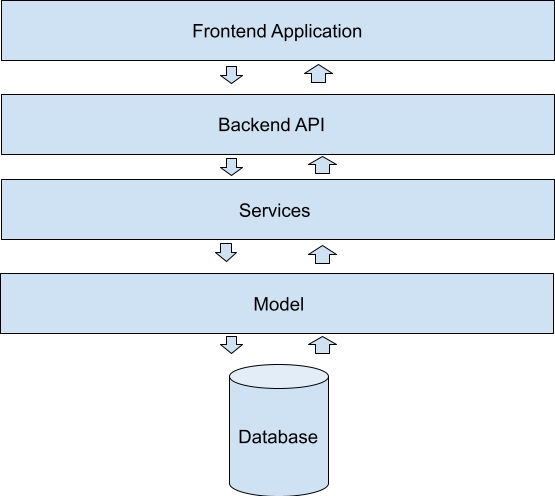 Frontend Application
Backend API
Services
Model
Database